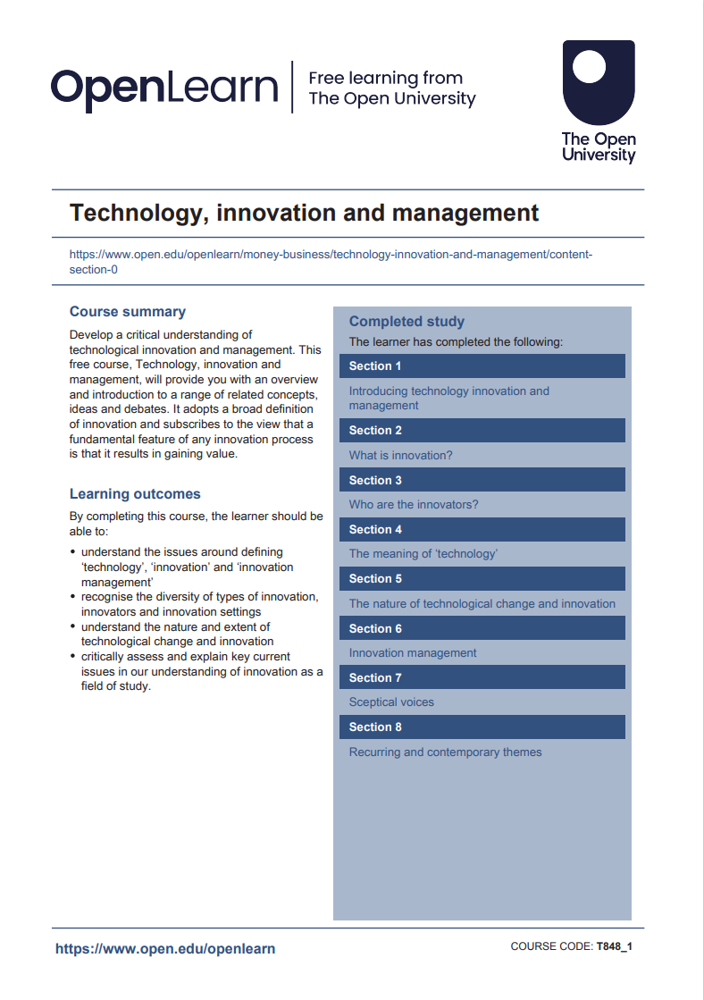 OpenLearn
Free learning from
The Open University
The Open
University
Technology, innovation and management
https://www.open.edu/openlearn/money-business/technology-innovation-and-management/content-
section-0
Course summary
Develop a critical understanding of
technological innovation and management. This
free course, Technology, innovation and
management, will provide you with an overview
and introduction to a range of related concepts,
ideas and debates. It adopts a broad definition
of innovation and subscribes to the view that a
fundamental feature of any innovation process
is that it results in gaining value.
Learning outcomes
By completing this course, the learner should be
able to:
• understand the issues around defining
‘technology’, ‘innovation’ and ‘innovation
management’
• recognise the diversity of types of innovation,
innovators and innovation settings
• understand the nature and extent of
technological change and innovation
• critically assess and explain key current
issues in our understanding of innovation as a
field of study.
Completed study
The learner has completed the following:
Section 1
Introducing technology innovation and
management
Section 2
What is innovation?
Section 3
Who are the innovators?
Section 4
The meaning of ‘technology’
Section 5
The nature of technological change and innovation
Section 6
Innovation management
Section 7
Sceptical voices
Section 8
Recurring and contemporary themes
https://www.open.edu/openlearn
COURSE CODE: T848_1